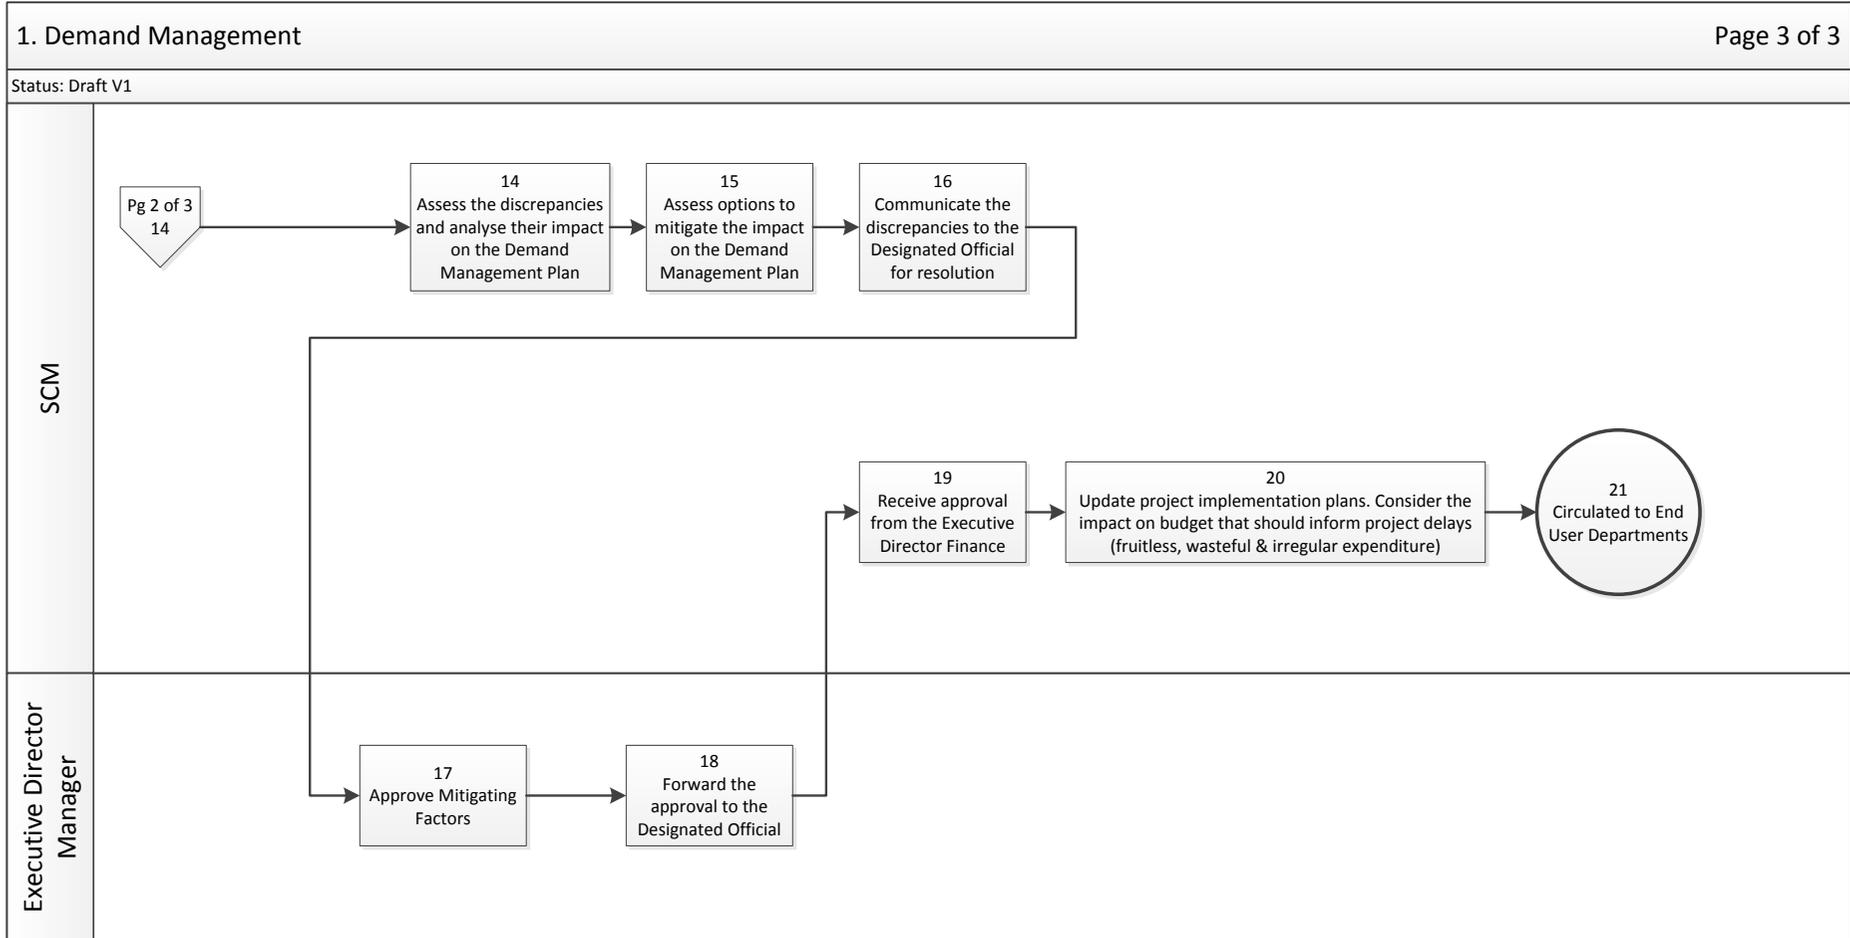 1. Demand Management
Page 3 of 3
Status: Draft V1
SCM
Pg 2 of 3
14
14
Assess the discrepancies
and analyse their impact
on the Demand
Management Plan
15
Assess options to
mitigate the impact
on the Demand
Management Plan
16
Communicate the
discrepancies to the
Designated Official
for resolution
19
Receive approval
from the Executive
Director Finance
20
Update project implementation plans. Consider the
impact on budget that should inform project delays
(fruitless, wasteful & irregular expenditure)
21
Circulated to End
User Departments
Executive Director
Manager
17
Approve Mitigating
Factors
18
Forward the
approval to the
Designated Official